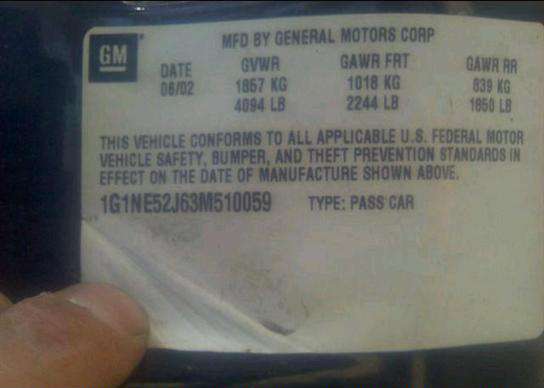 GM
MFD BY GENERAL MOTORS CORP
DATE GVWR GAWR FRT GAWR RR
08/02 1857 KG 1018 KG 839 KG
4094 LB 2244 LB 1850 LB
THIS VEHICLE CONFORMS TO ALL APPLICABLE U.S. FEDERAL MOTOR
VEHICLE SAFETY, BUMPER, AND THEFT PREVENTION STANDARDS IN
EFFECT ON THE DATE OF MANUFACTURE SHOWN ABOVE.
1G1NE52J63M510059 TYPE: PASS CAR